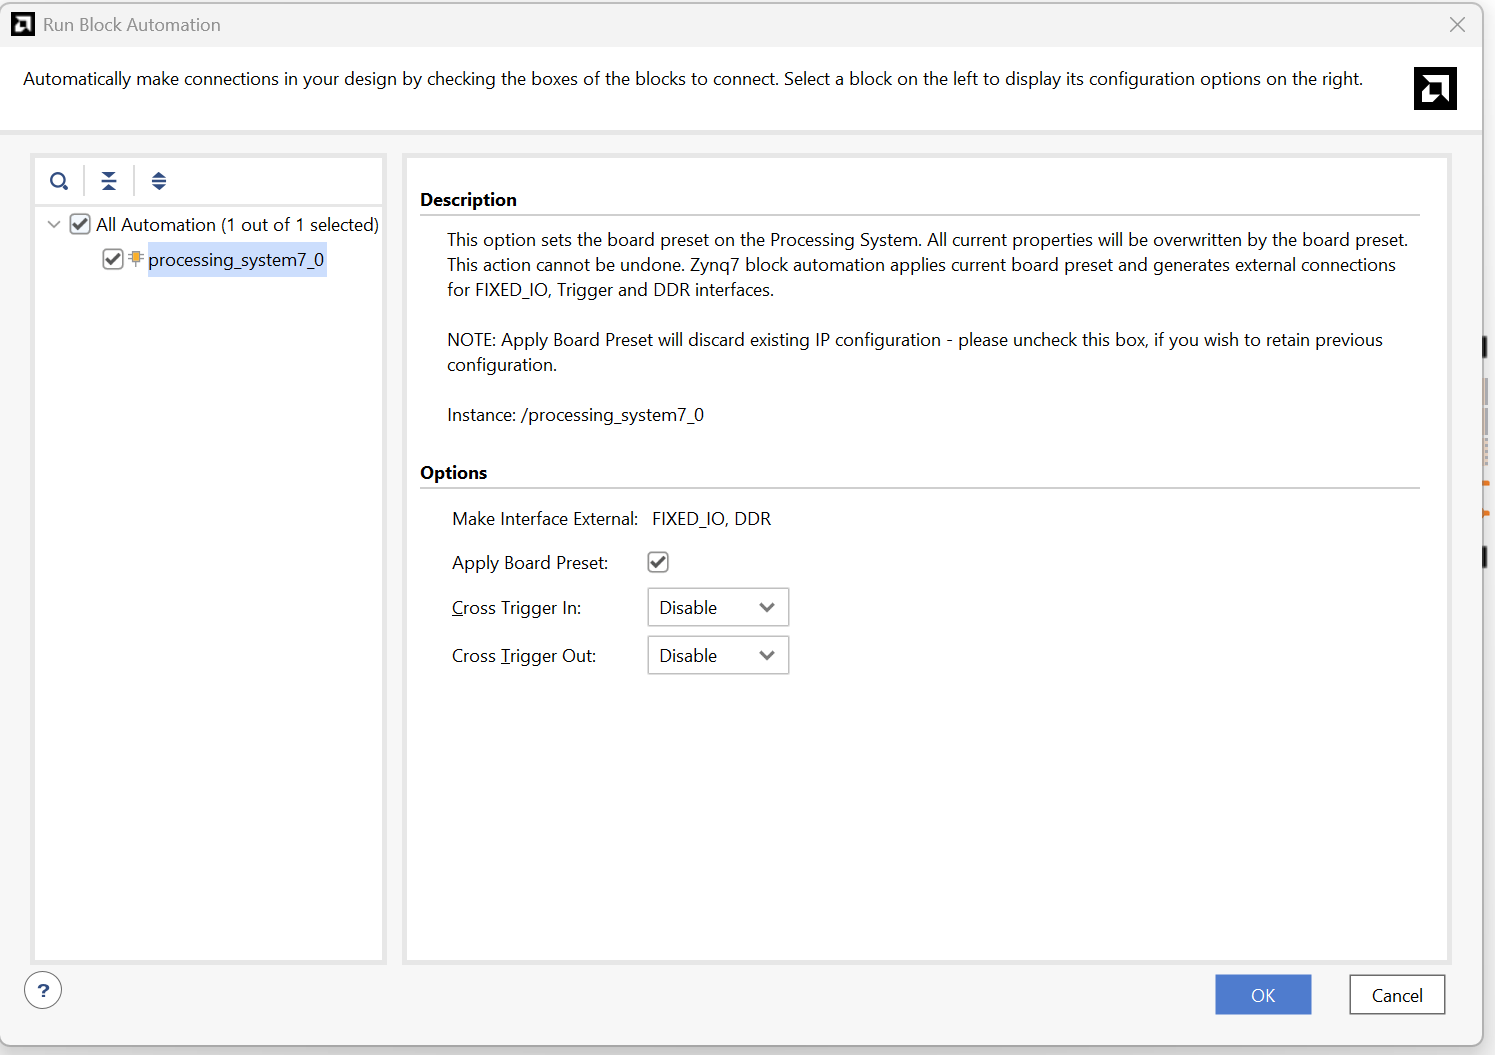 Run Block Automation
Automatically make connections in your design by checking the boxes of the blocks to connect. Select a block on the left to display its configuration options on the right.
All Automation (1 out of 1 selected)
processing_system7_0
Description
This option sets the board preset on the Processing System. All current properties will be overwritten by the board preset.
This action cannot be undone. Zynq7 block automation applies current board preset and generates external connections
for FIXED_IO, Trigger and DDR interfaces.
NOTE: Apply Board Preset will discard existing IP configuration - please uncheck this box, if you wish to retain previous
configuration.
Instance: /processing_system7_0
Options
Make Interface External: FIXED_IO, DDR
Apply Board Preset:
Cross Trigger In: Disable
Cross Trigger Out: Disable
?
OK
Cancel